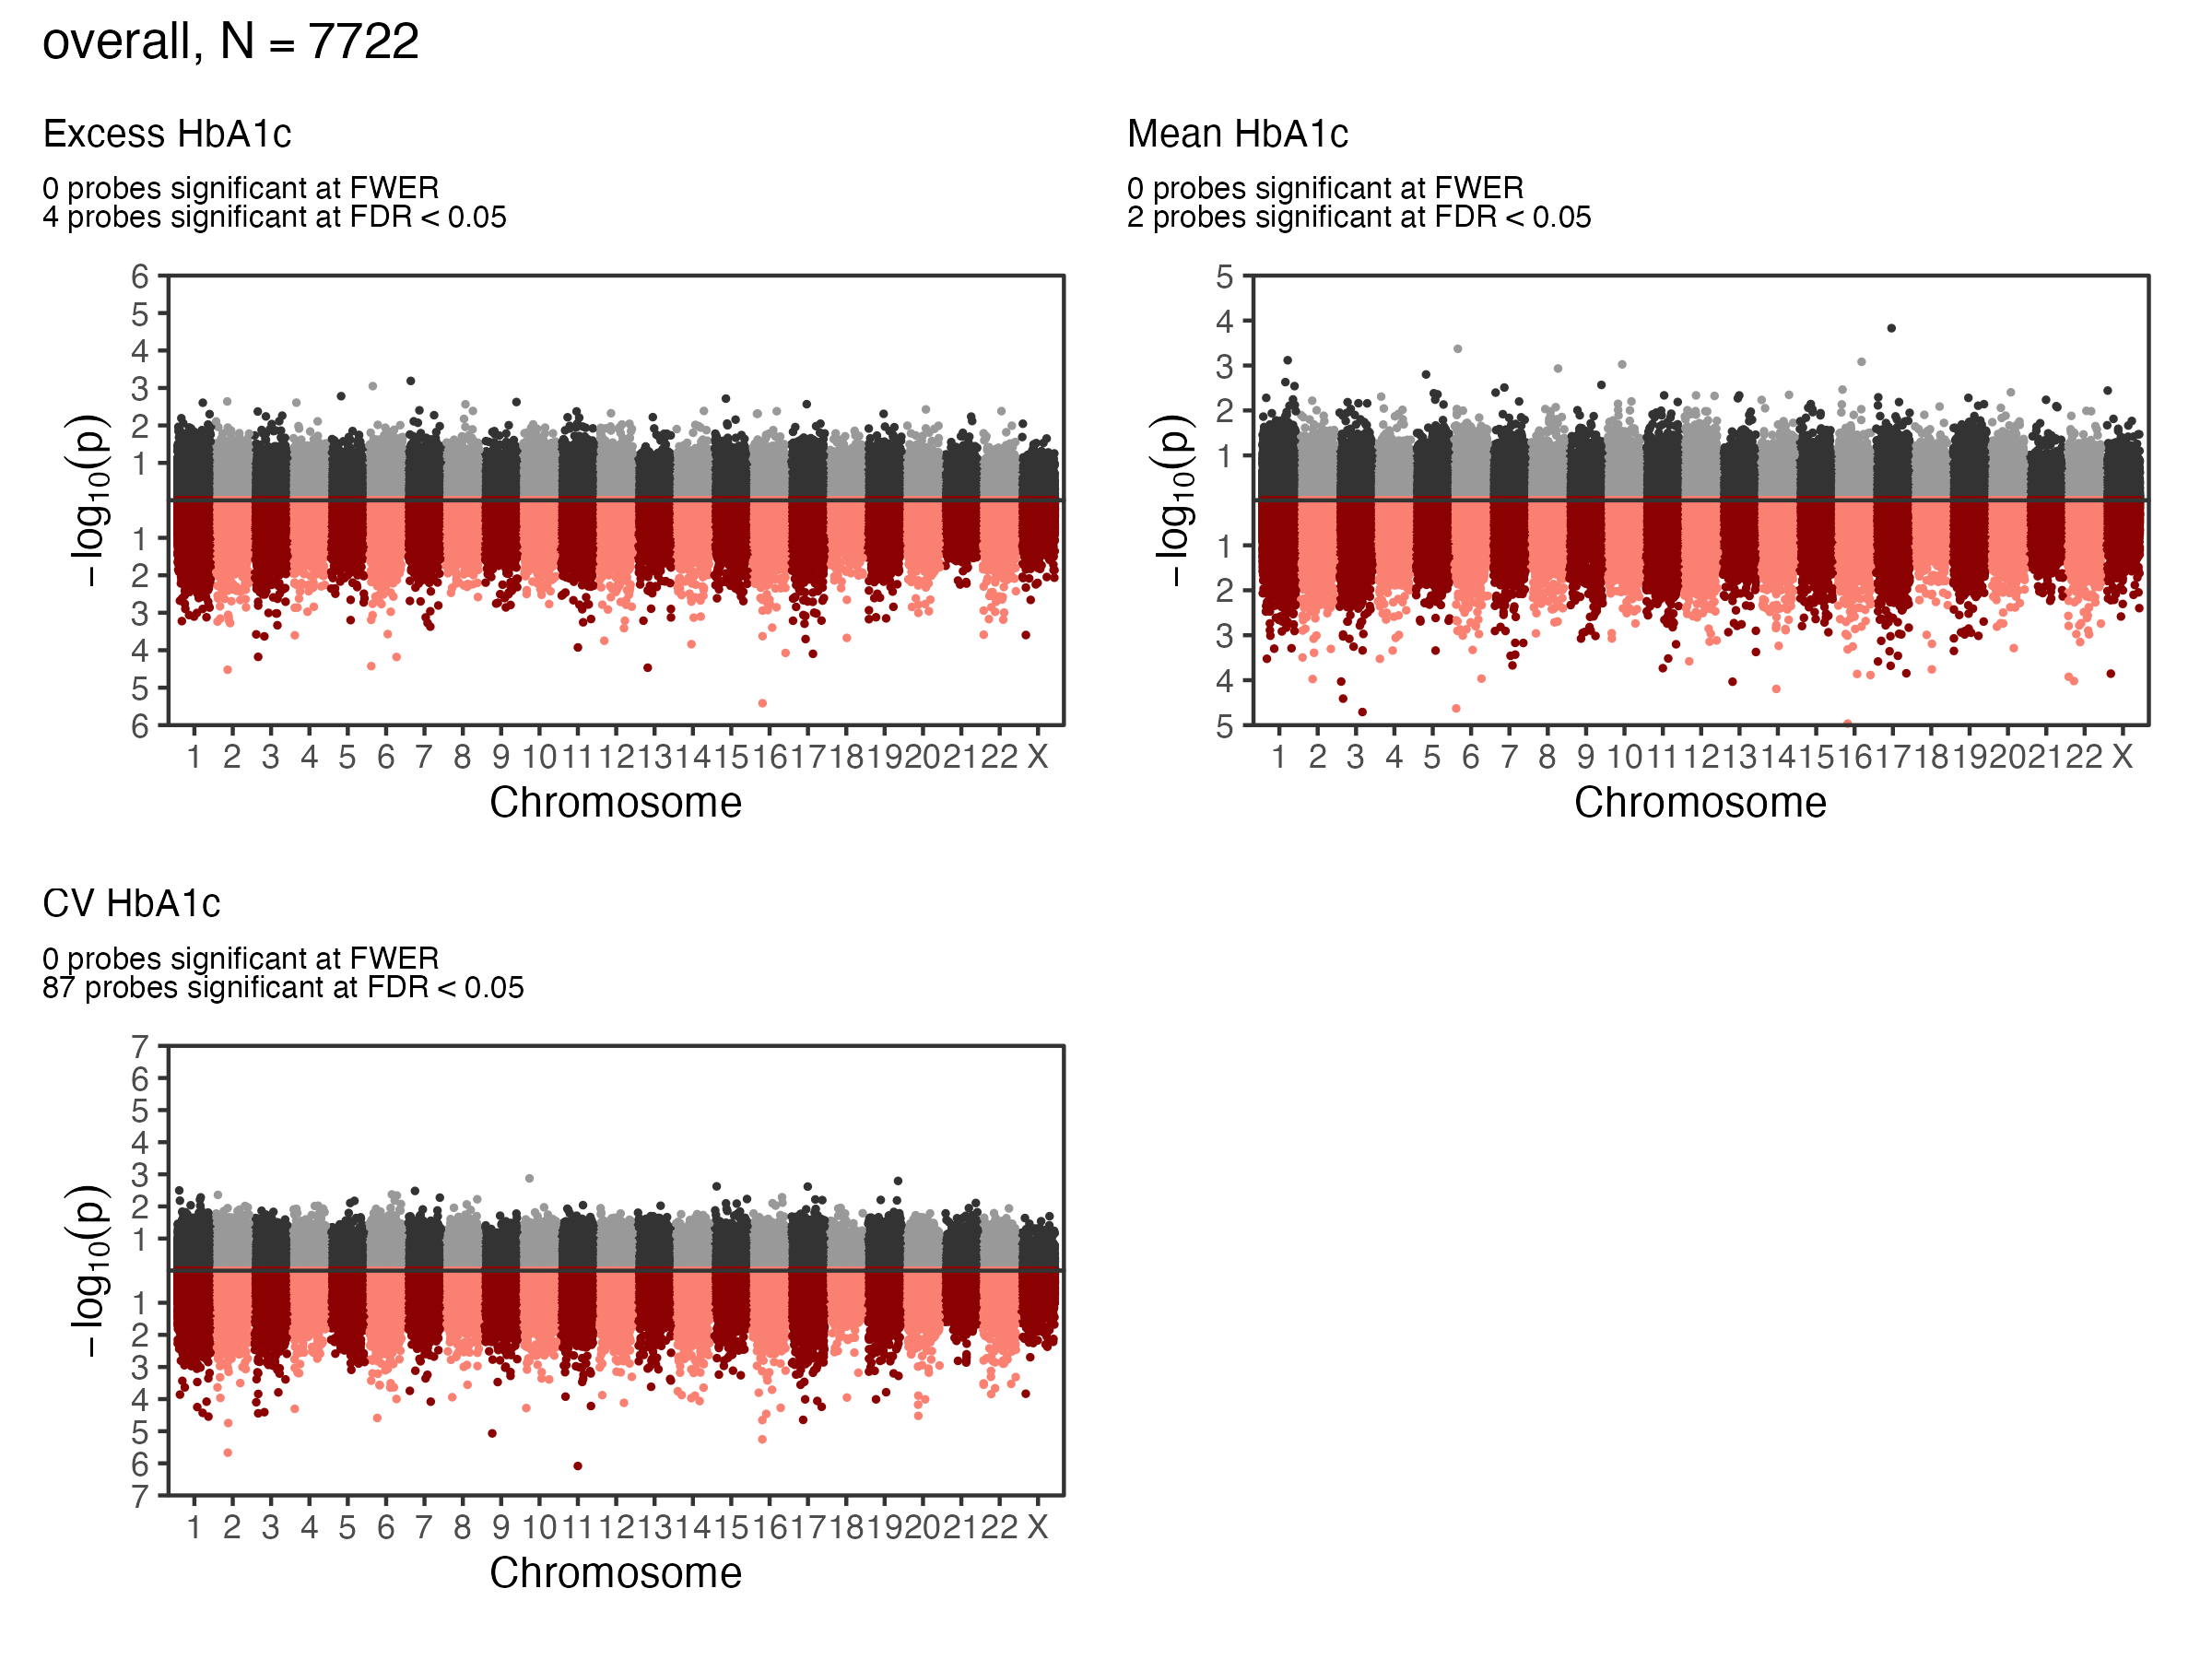 overall, N = 7722
Excess HbA1c
0 probes significant at FWER
4 probes significant at FDR < 0.05
6
5
4
3
2
1
1
2
3
4
5
6
−log10(p)
1 2 3 4 5 6 7 8 9 10 11 12 13 14 15 16 17 18 19 20 21 22 X
Chromosome
Mean HbA1c
0 probes significant at FWER
2 probes significant at FDR < 0.05
5
4
3
2
1
1
2
3
4
5
−log10(p)
1 2 3 4 5 6 7 8 9 10 11 12 13 14 15 16 17 18 19 20 21 22 X
Chromosome
CV HbA1c
0 probes significant at FWER
87 probes significant at FDR < 0.05
7
6
5
4
3
2
1
1
2
3
4
5
6
7
−log10(p)
1 2 3 4 5 6 7 8 9 10 11 12 13 14 15 16 17 18 19 20 21 22 X
Chromosome